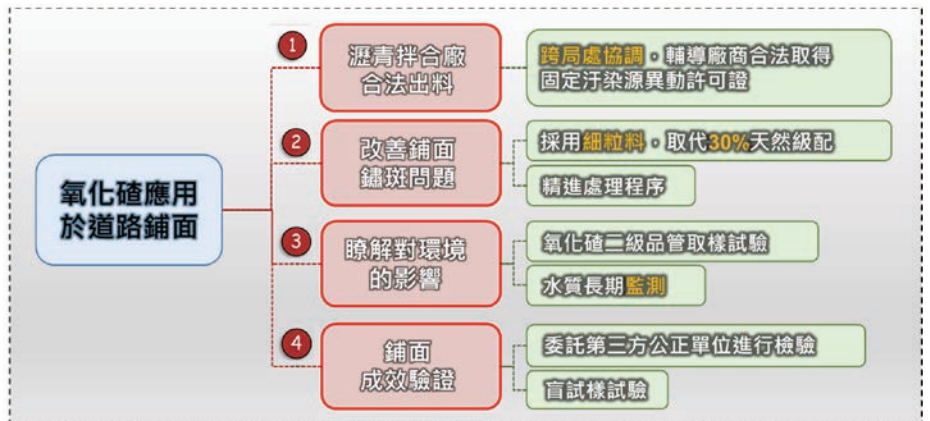 氧化碴應用
於道路鋪面
1
瀝青拌合廠
合法出料
跨局處協調，輔導廠商合法取得
固定汙染源異動許可證
2
改善鋪面
鏽斑問題
採用細粒料，取代30%天然級配
精進處理程序
3
瞭解對環境
的影響
氧化碴二級品管取樣試驗
水質長期監測
4
鋪面
成效驗證
委託第三方公正單位進行檢驗
盲試樣試驗